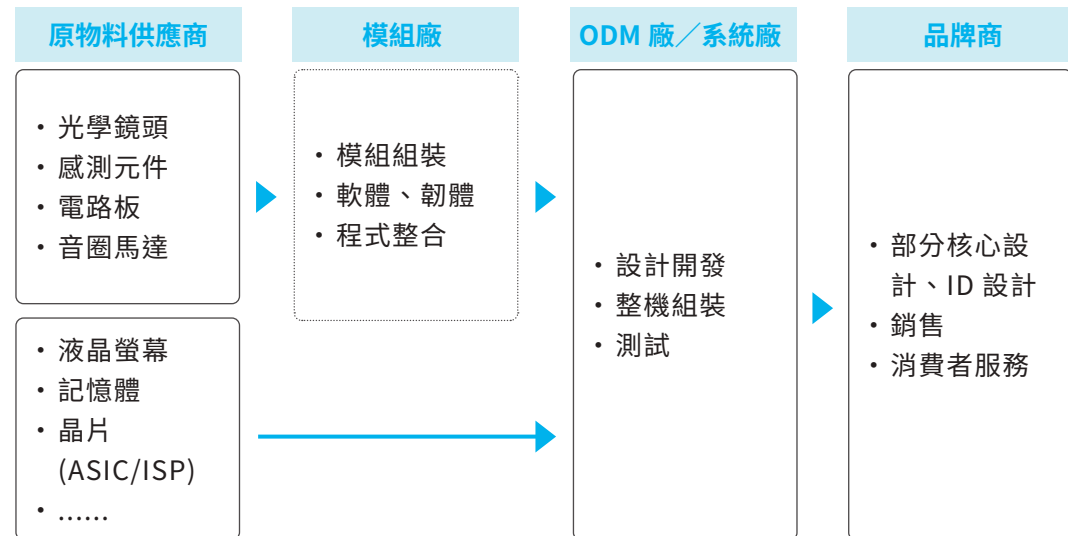 原物料供應商
・光學鏡頭
・感測元件
・電路板
・音圈馬達
・液晶螢幕
・記憶體
・晶片
(ASIC/ISP)
・......
模組廠
・模組組裝
・軟體、韌體
・程式整合
ODM 廠／系統廠
・設計開發
・整機組裝
・測試
品牌商
・部分核心設
計、ID 設計
・銷售
・消費者服務